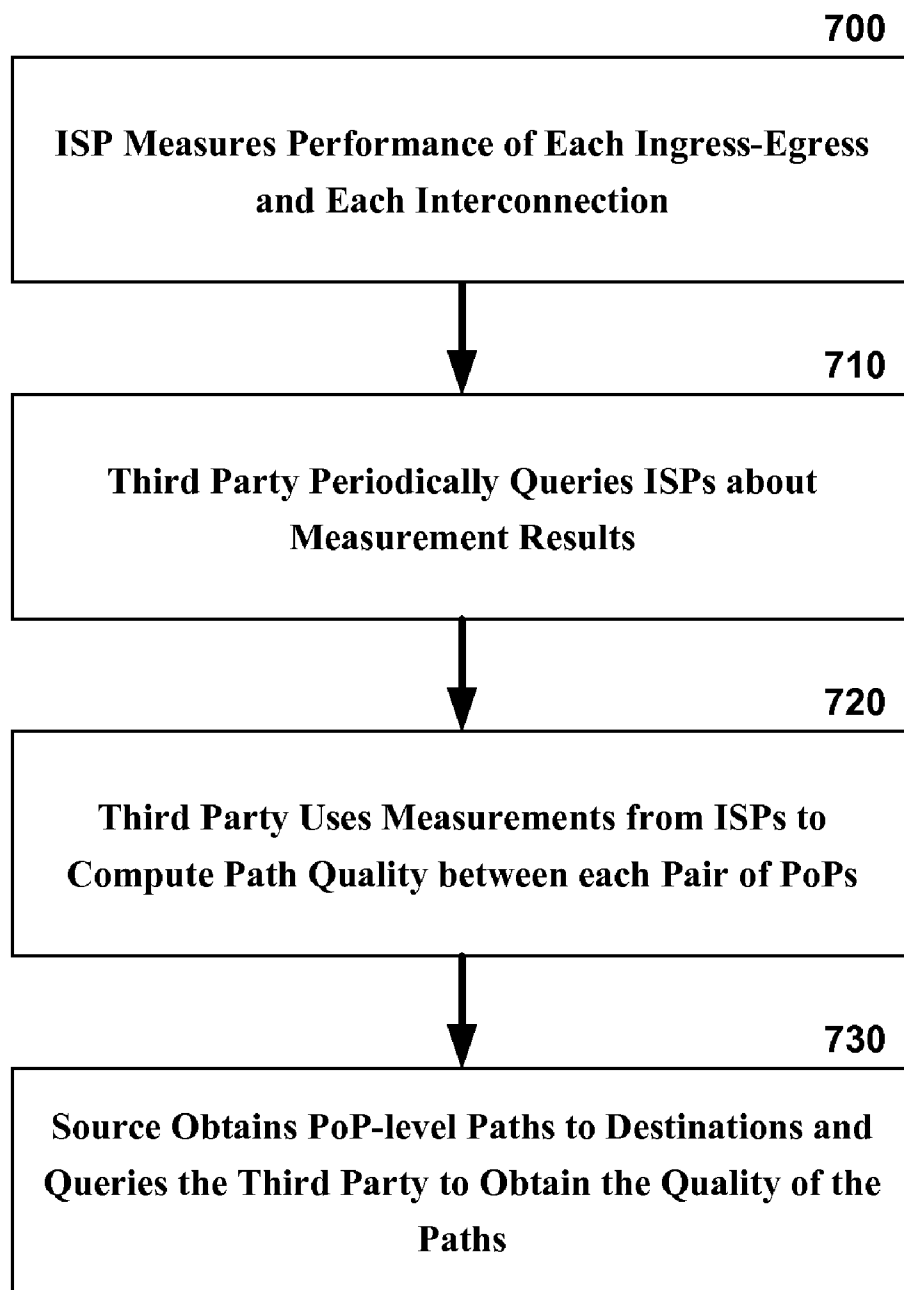 700
ISP Measures Performance of Each Ingress-Egress
and Each Interconnection
710
Third Party Periodically Queries ISPs about
Measurement Results
720
Third Party Uses Measurements from ISPs to
Compute Path Quality between each Pair of PoPs
730
Source Obtains PoP-level Paths to Destinations and
Queries the Third Party to Obtain the Quality of the
Paths